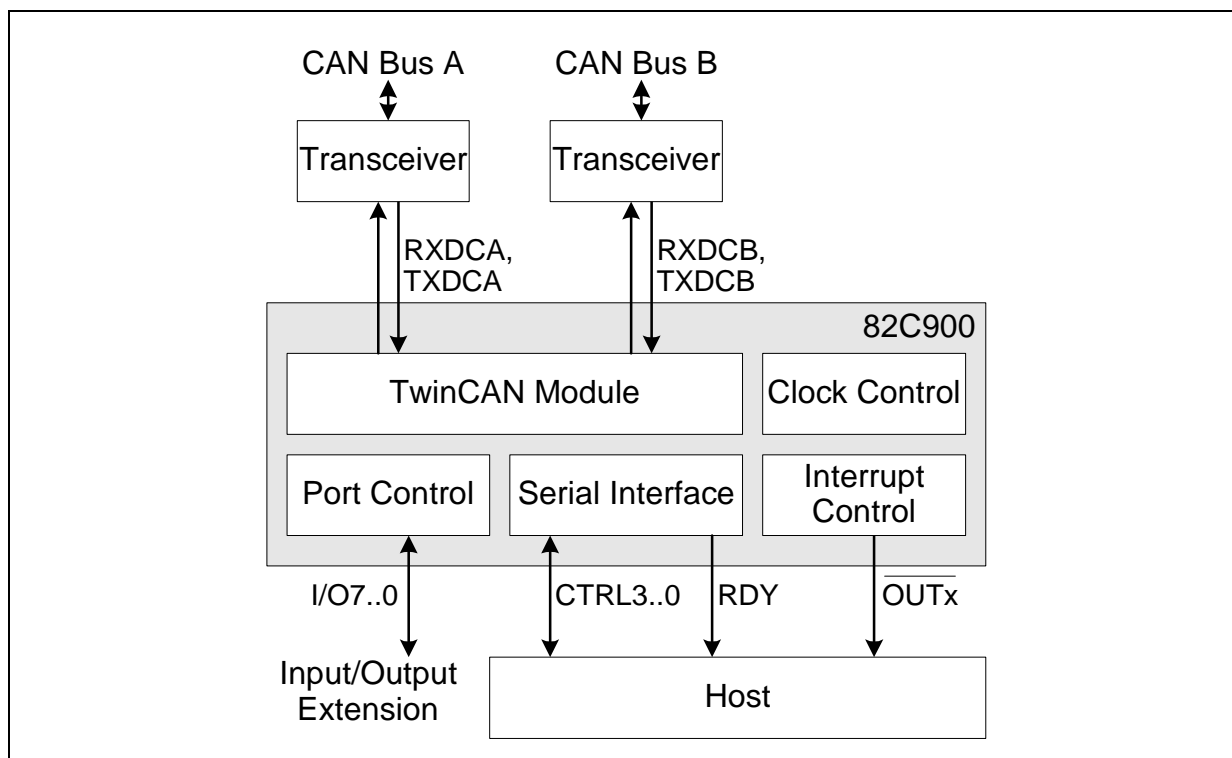 CAN Bus A
CAN Bus B
Transceiver
Transceiver
RXDCA,
TXDCA
RXDCB,
TXDCB
82C900
TwinCAN Module
Clock Control
Port Control
Serial Interface
Interrupt
Control
I/O7..0
CTRL3..0
RDY
OUTx
Input/Output
Extension
Host